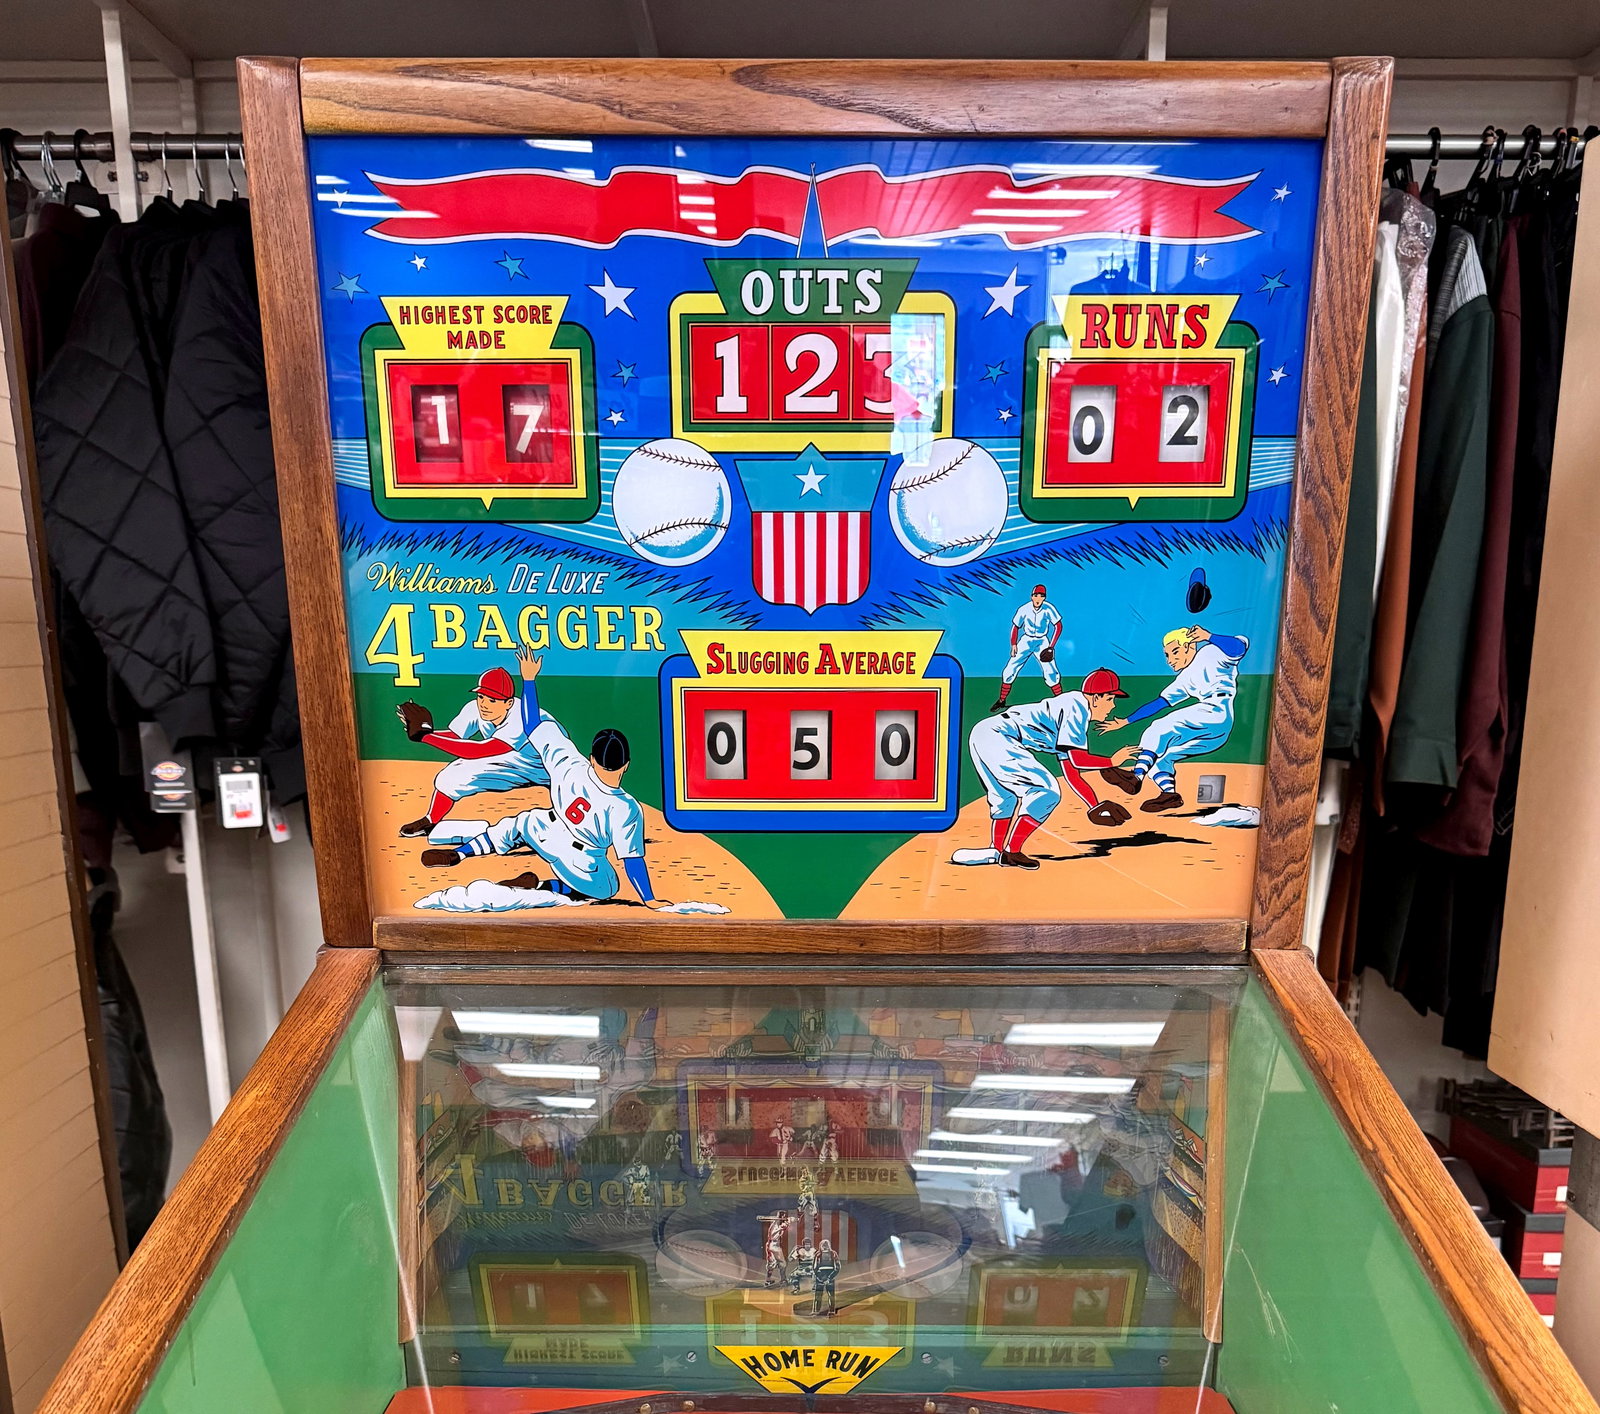 OUTS
1 2 3
HIGHEST SCORE
MADE
1 7
RUNS
0 2
Williams DE LUXE
4 BAGGER
SLUGGING AVERAGE
0 5 0
6
HOME RUN